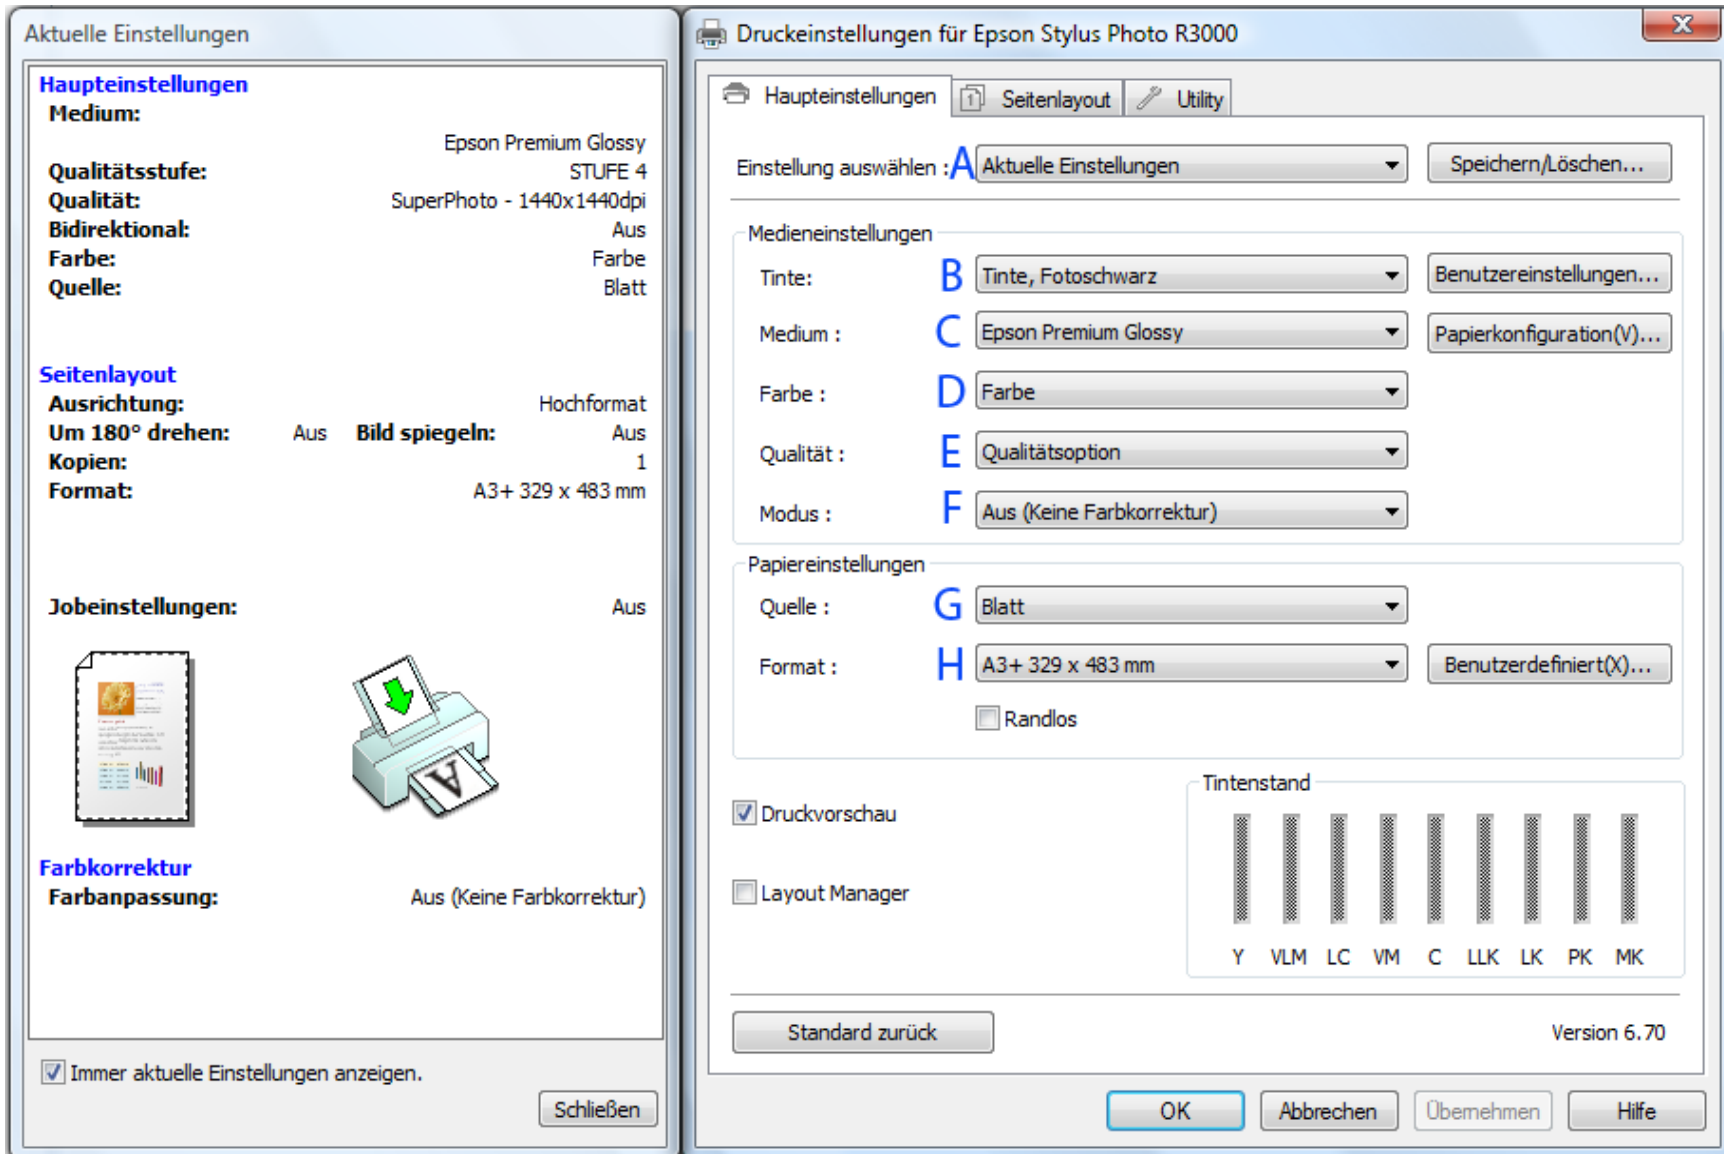 Aktuelle Einstellungen
Haupteinstellungen
Medium:
Epson Premium Glossy
Qualitätsstufe: STUFE 4
Qualität: SuperPhoto - 1440x1440dpi
Bidirektional: Aus
Farbe: Farbe
Quelle: Blatt
Seitenlayout
Ausrichtung: Hochformat
Um 180° drehen: Aus Bild spiegeln: Aus
Kopien: 1
Format: A3+ 329 x 483 mm
Jobeinstellungen: Aus
A
Farbkorrektur
Farbanpassung: Aus (Keine Farbkorrektur)
Immer aktuelle Einstellungen anzeigen.
Schließen
Druckeinstellungen für Epson Stylus Photo R3000
Haupteinstellungen 1 Seitenlayout Utility
Einstellung auswählen : A Aktuelle Einstellungen Speichern/Löschen...
Medieneinstellungen
Tinte: B Tinte, Fotoschwarz Benutzereinstellungen...
Medium : C Epson Premium Glossy Papierkonfiguration(V)...
Farbe : D Farbe
Qualität : E Qualitätsoption
Modus : F Aus (Keine Farbkorrektur)
Papiereinstellungen
Quelle : G Blatt
Format : H A3+ 329 x 483 mm Benutzerdefiniert(X)...
Randlos
Tintenstand
Druckvorschau
Layout Manager
Y VLM LC VM C LLK LK PK MK
Standard zurück Version 6.70
OK Abbrechen Übernehmen Hilfe